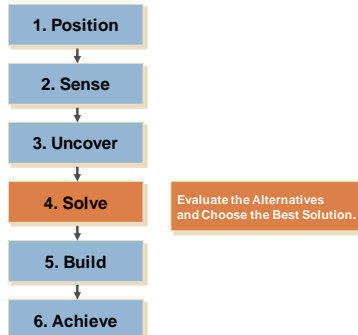 1. Position
2. Sense
3. Uncover
4. Solve
Evaluate the Alternatives
and Choose the Best Solution.
5. Build
6. Achieve